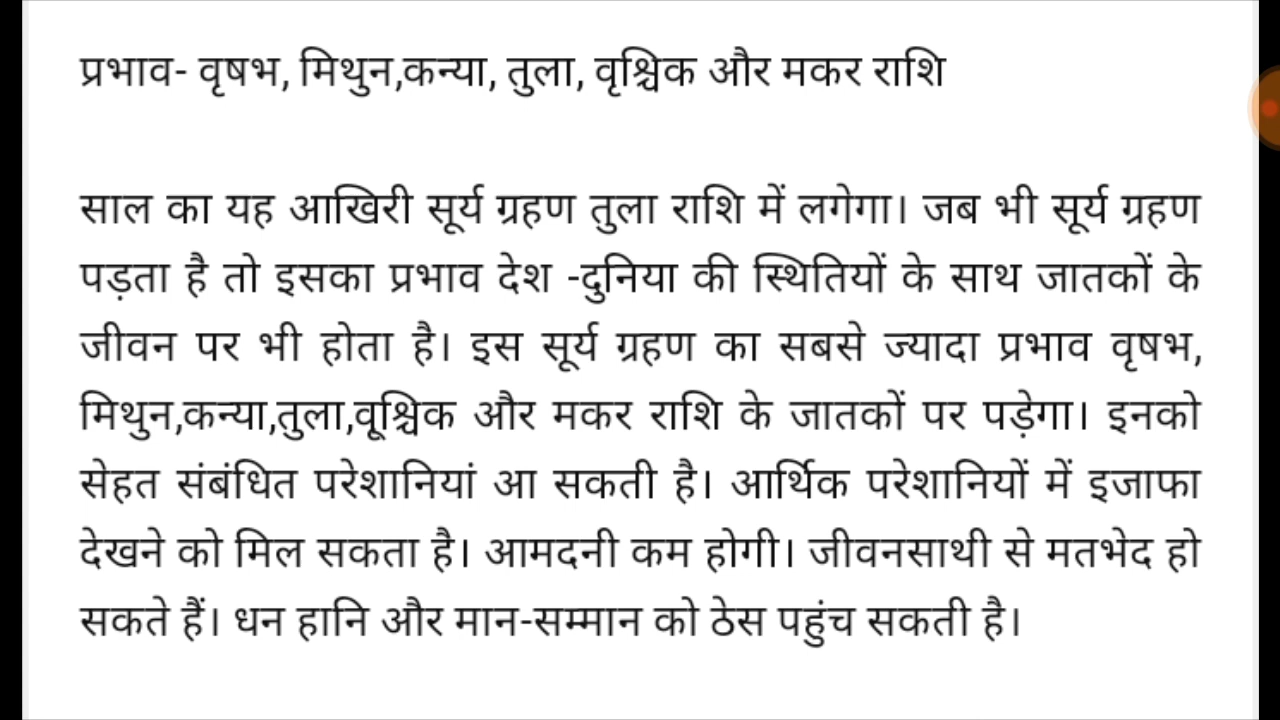 प्रभाव- वृषभ, मिथुन,कन्या, तुला, वृश्चिक और मकर राशि
साल का यह आखिरी सूर्य ग्रहण तुला राशि में लगेगा। जब भी सूर्य ग्रहण
पड़ता है तो इसका प्रभाव देश -दुनिया की स्थितियों के साथ जातकों के
जीवन पर भी होता है। इस सूर्य ग्रहण का सबसे ज्यादा प्रभाव वृषभ,
मिथुन,कन्या,तुला,वृूश्चिक और मकर राशि के जातकों पर पड़ेगा। इनको
सेहत संबंधित परेशानियां आ सकती है। आर्थिक परेशानियों में इजाफा
देखने को मिल सकता है। आमदनी कम होगी। जीवनसाथी से मतभेद हो
सकते हैं। धन हानि और मान-सम्मान को ठेस पहुंच सकती है।